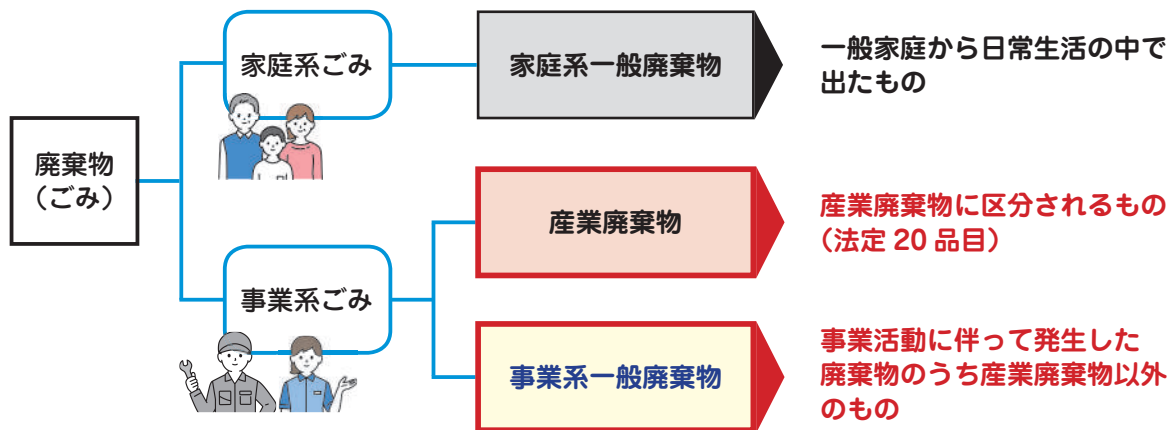 廃棄物
（ごみ）
家庭系ごみ
家庭系一般廃棄物
一般家庭から日常生活の中で
出たもの
事業系ごみ
産業廃棄物
産業廃棄物に区分されるもの
（法定 20 品目）
事業系一般廃棄物
事業活動に伴って発生した
廃棄物のうち産業廃棄物以外
のもの